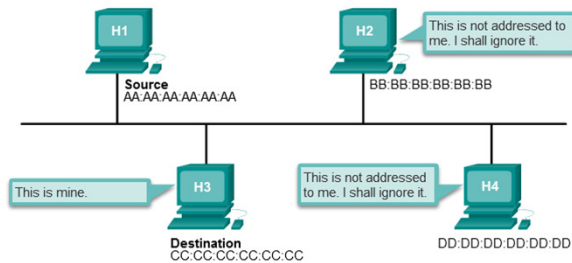 H1
H2
This is not addressed to
me. I shall ignore it.
Source
AA:AA:AA:AA:AA:AA
BB:BB:BB:BB:BB:BB
This is mine.
H3
This is not addressed
to me. I shall ignore it.
H4
Destination
CC:CC:CC:CC:CC:CC
DD:DD:DD:DD:DD:DD